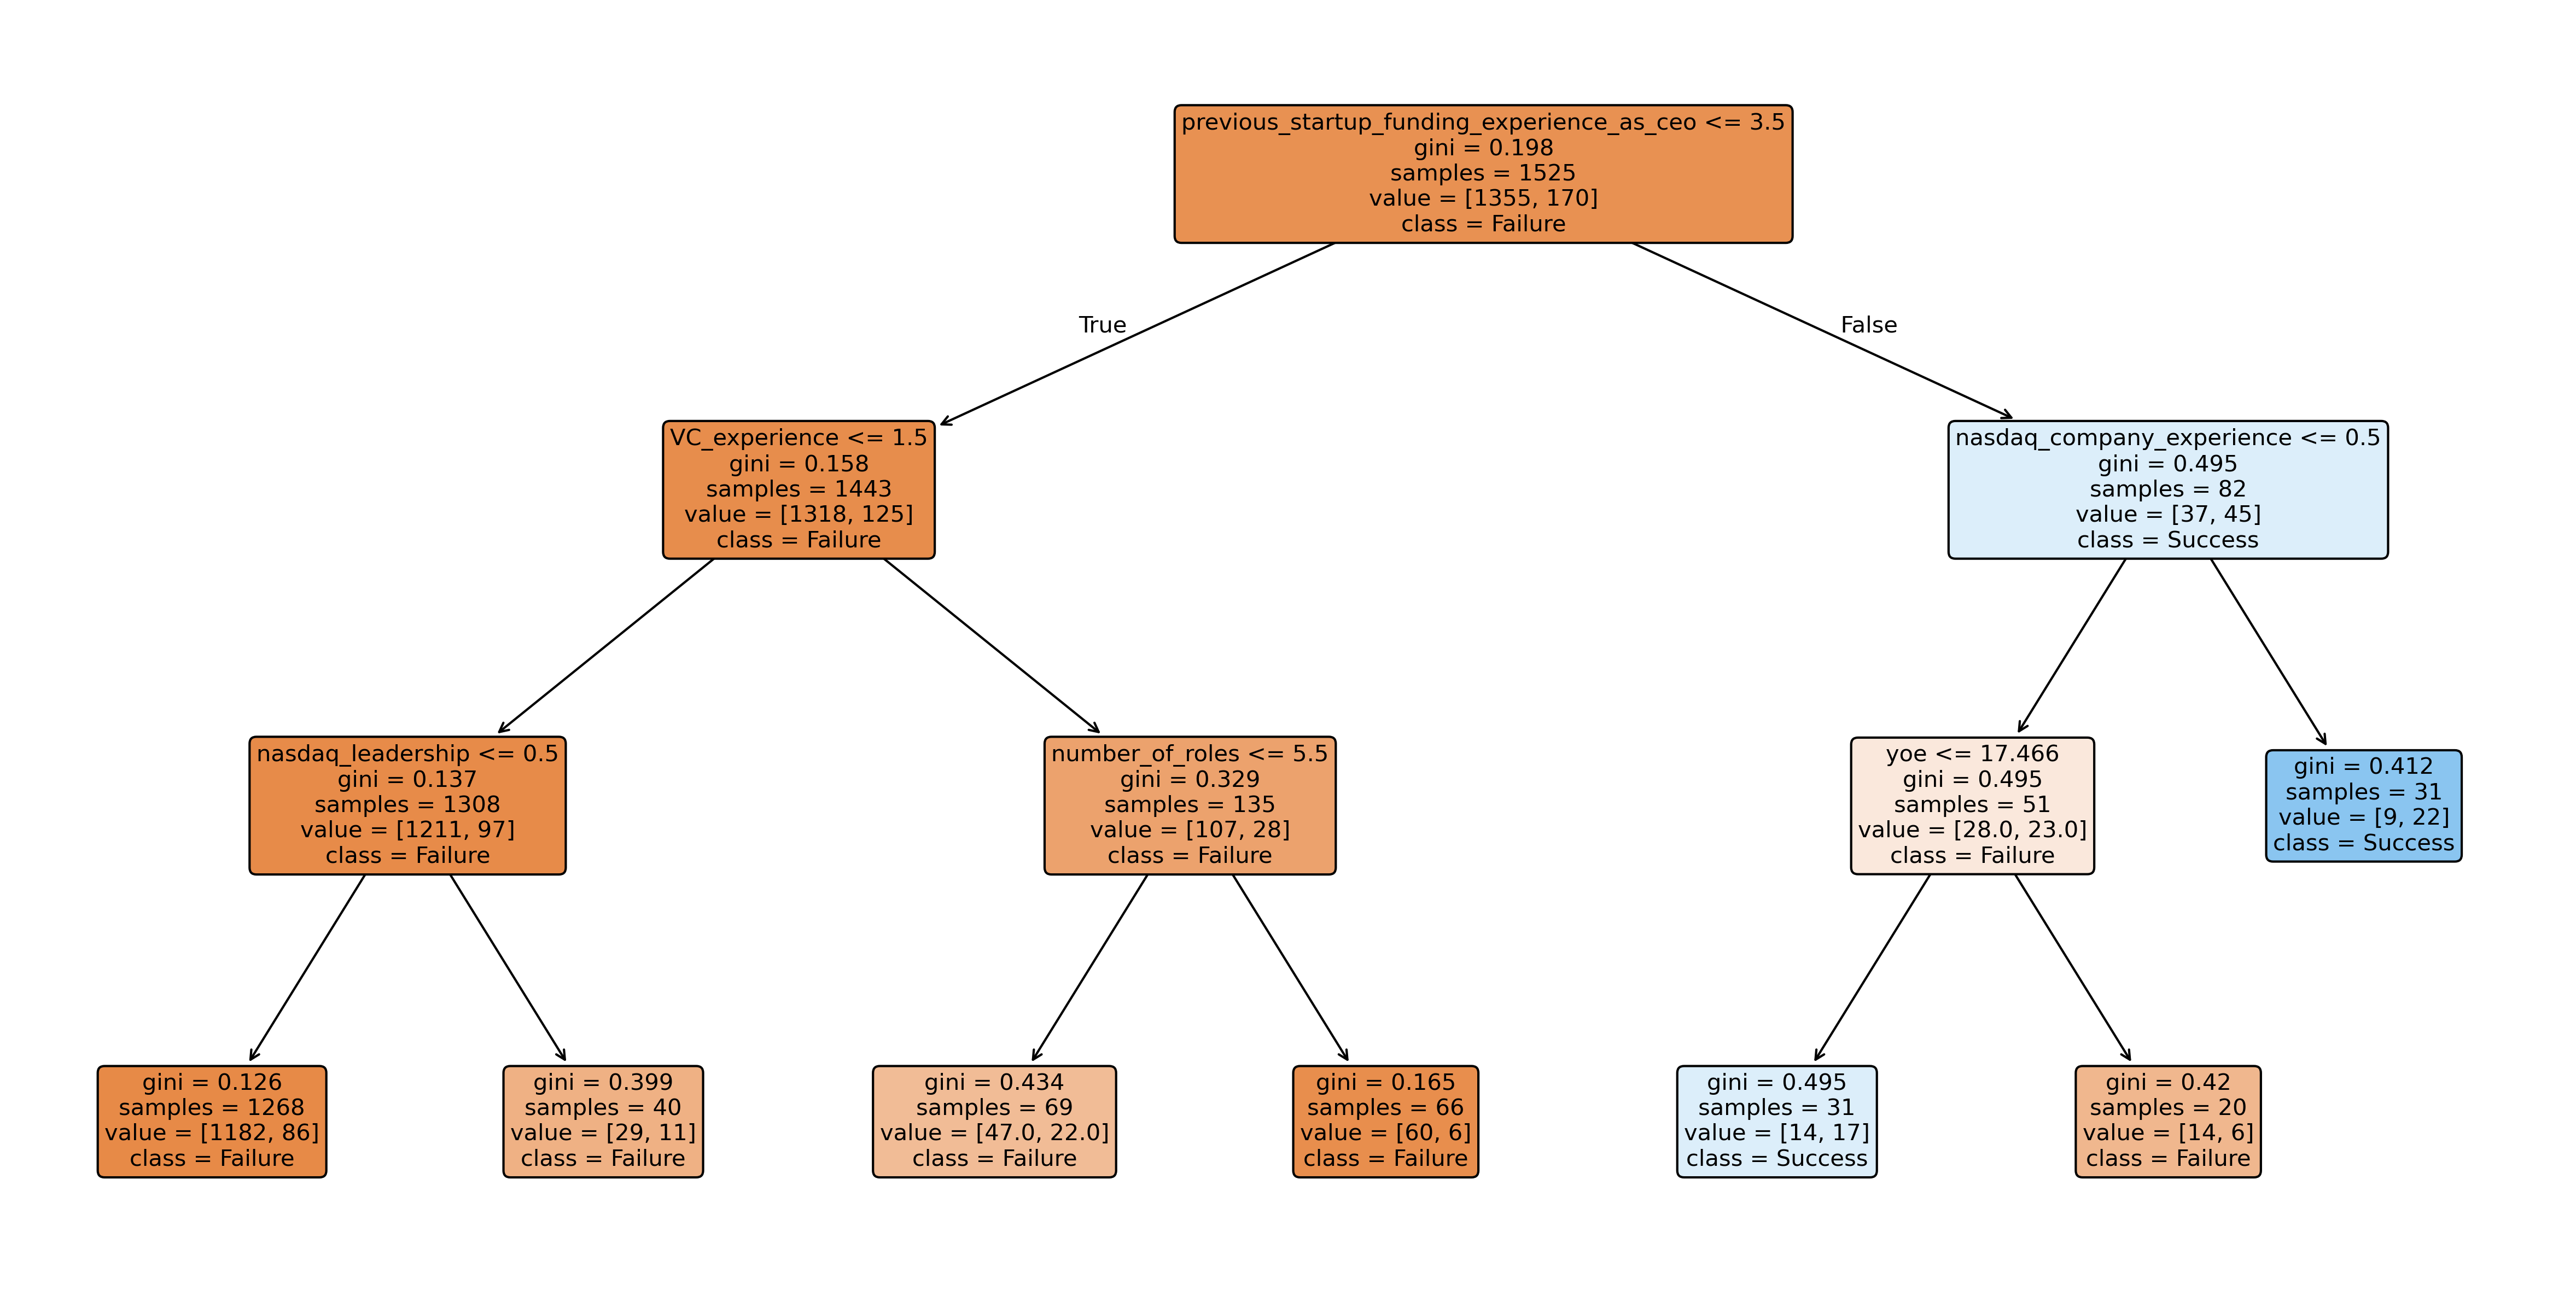 previous_startup_funding_experience_as_ceo <= 3.5
gini = 0.198
samples = 1525
value = [1355, 170]
class = Failure
True
False
VC_experience <= 1.5
gini = 0.158
samples = 1443
value = [1318, 125]
class = Failure
nasdaq_company_experience <= 0.5
gini = 0.495
samples = 82
value = [37, 45]
class = Success
nasdaq_leadership <= 0.5
gini = 0.137
samples = 1308
value = [1211, 97]
class = Failure
number_of_roles <= 5.5
gini = 0.329
samples = 135
value = [107, 28]
class = Failure
yoe <= 17.466
gini = 0.495
samples = 51
value = [28.0, 23.0]
class = Failure
gini = 0.412
samples = 31
value = [9, 22]
class = Success
gini = 0.126
samples = 1268
value = [1182, 86]
class = Failure
gini = 0.399
samples = 40
value = [29, 11]
class = Failure
gini = 0.434
samples = 69
value = [47.0, 22.0]
class = Failure
gini = 0.165
samples = 66
value = [60, 6]
class = Failure
gini = 0.495
samples = 31
value = [14, 17]
class = Success
gini = 0.42
samples = 20
value = [14, 6]
class = Failure